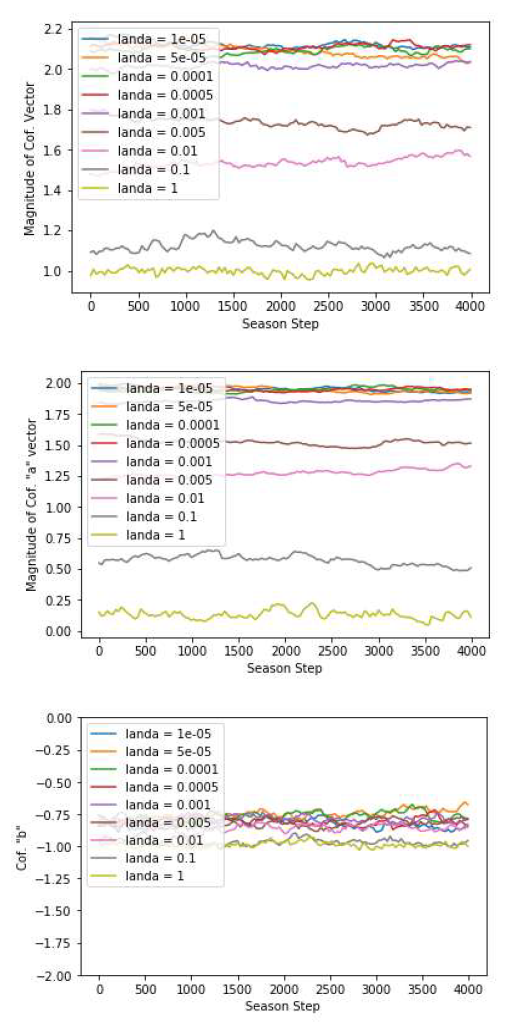 2.2
2.0
1.8
1.6
1.4
1.2
1.0
Magnitude of Cof. Vector
landa = 1e-05
landa = 5e-05
landa = 0.0001
landa = 0.0005
landa = 0.001
landa = 0.005
landa = 0.01
landa = 0.1
landa = 1
0 500 1000 1500 2000 2500 3000 3500 4000
Season Step
2.00
1.75
1.50
1.25
1.00
0.75
0.50
0.25
0.00
Magnitude of Cof. "a" vector
landa = 1e-05
landa = 5e-05
landa = 0.0001
landa = 0.0005
landa = 0.001
landa = 0.005
landa = 0.01
landa = 0.1
landa = 1
0 500 1000 1500 2000 2500 3000 3500 4000
Season Step
0.00
−0.25
−0.50
−0.75
−1.00
−1.25
−1.50
−1.75
−2.00
Cof. "b"
landa = 1e-05
landa = 5e-05
landa = 0.0001
landa = 0.0005
landa = 0.001
landa = 0.005
landa = 0.01
landa = 0.1
landa = 1
0 500 1000 1500 2000 2500 3000 3500 4000
Season Step